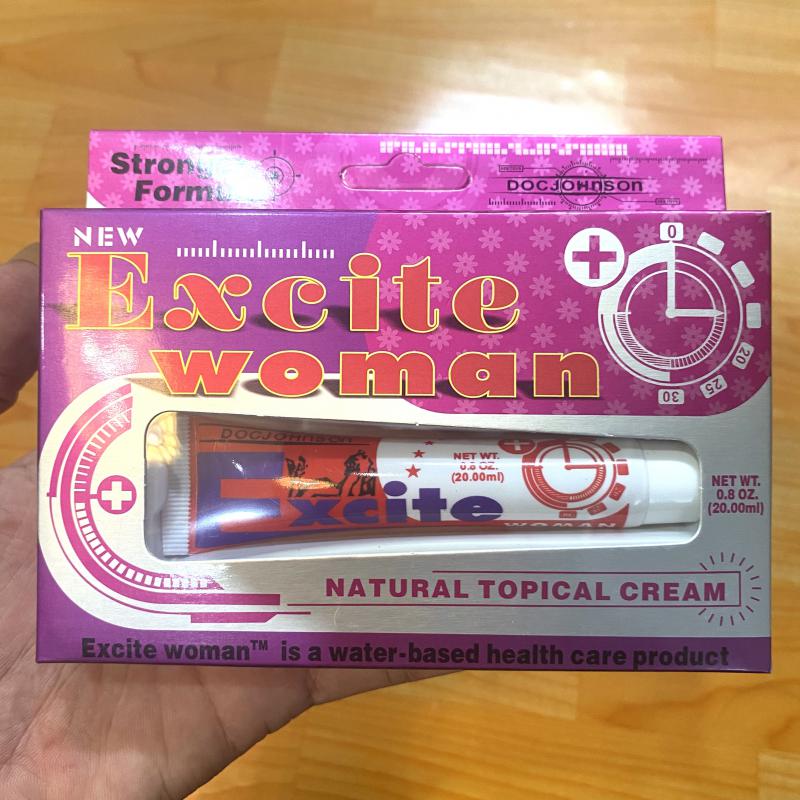 Strong
Formula
DOCJOHNSON
NEW
Excite
woman
0
20
25
30
DOCJOHNSON
NET WT.
0.8 OZ.
(20.00ml)
Excite
WOMAN
NET WT.
0.8 OZ.
(20.00ml)
NATURAL TOPICAL CREAM
Excite woman™ is a water-based health care product